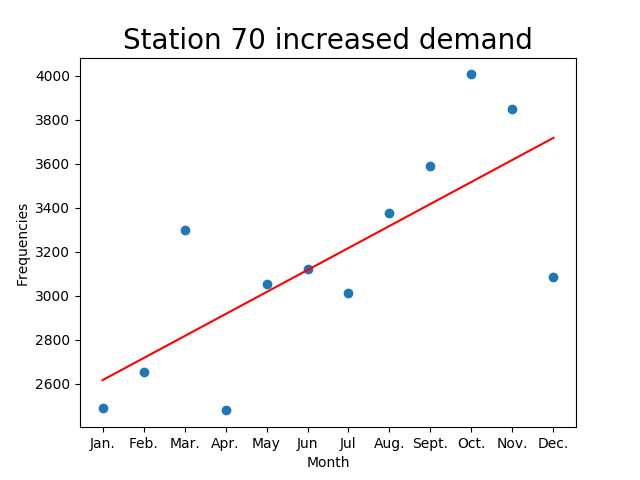 Station 70 increased demand
4000
3800
3600
3400
3200
3000
2800
2600
Frequencies
Jan. Feb. Mar. Apr. May Jun Jul Aug. Sept. Oct. Nov. Dec.
Month